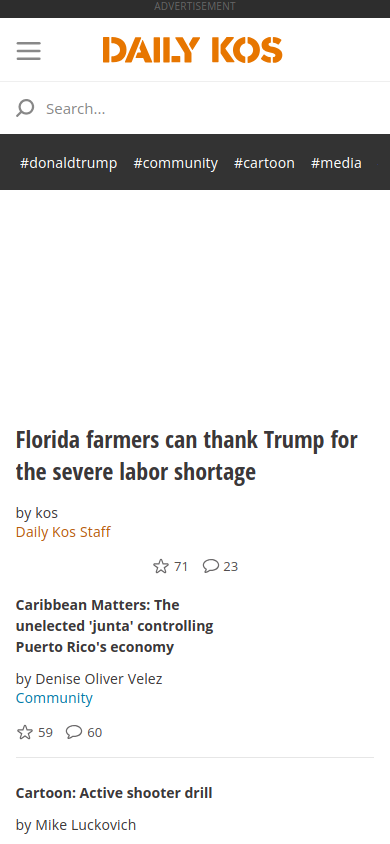 ADVERTISEMENT
DAILY KOS
Search...
#donaldtrump #community #cartoon #media
Florida farmers can thank Trump for
the severe labor shortage
by kos
Daily Kos Staff
71 23
Caribbean Matters: The
unelected 'junta' controlling
Puerto Rico's economy
by Denise Oliver Velez
Community
59 60
Cartoon: Active shooter drill
by Mike Luckovich